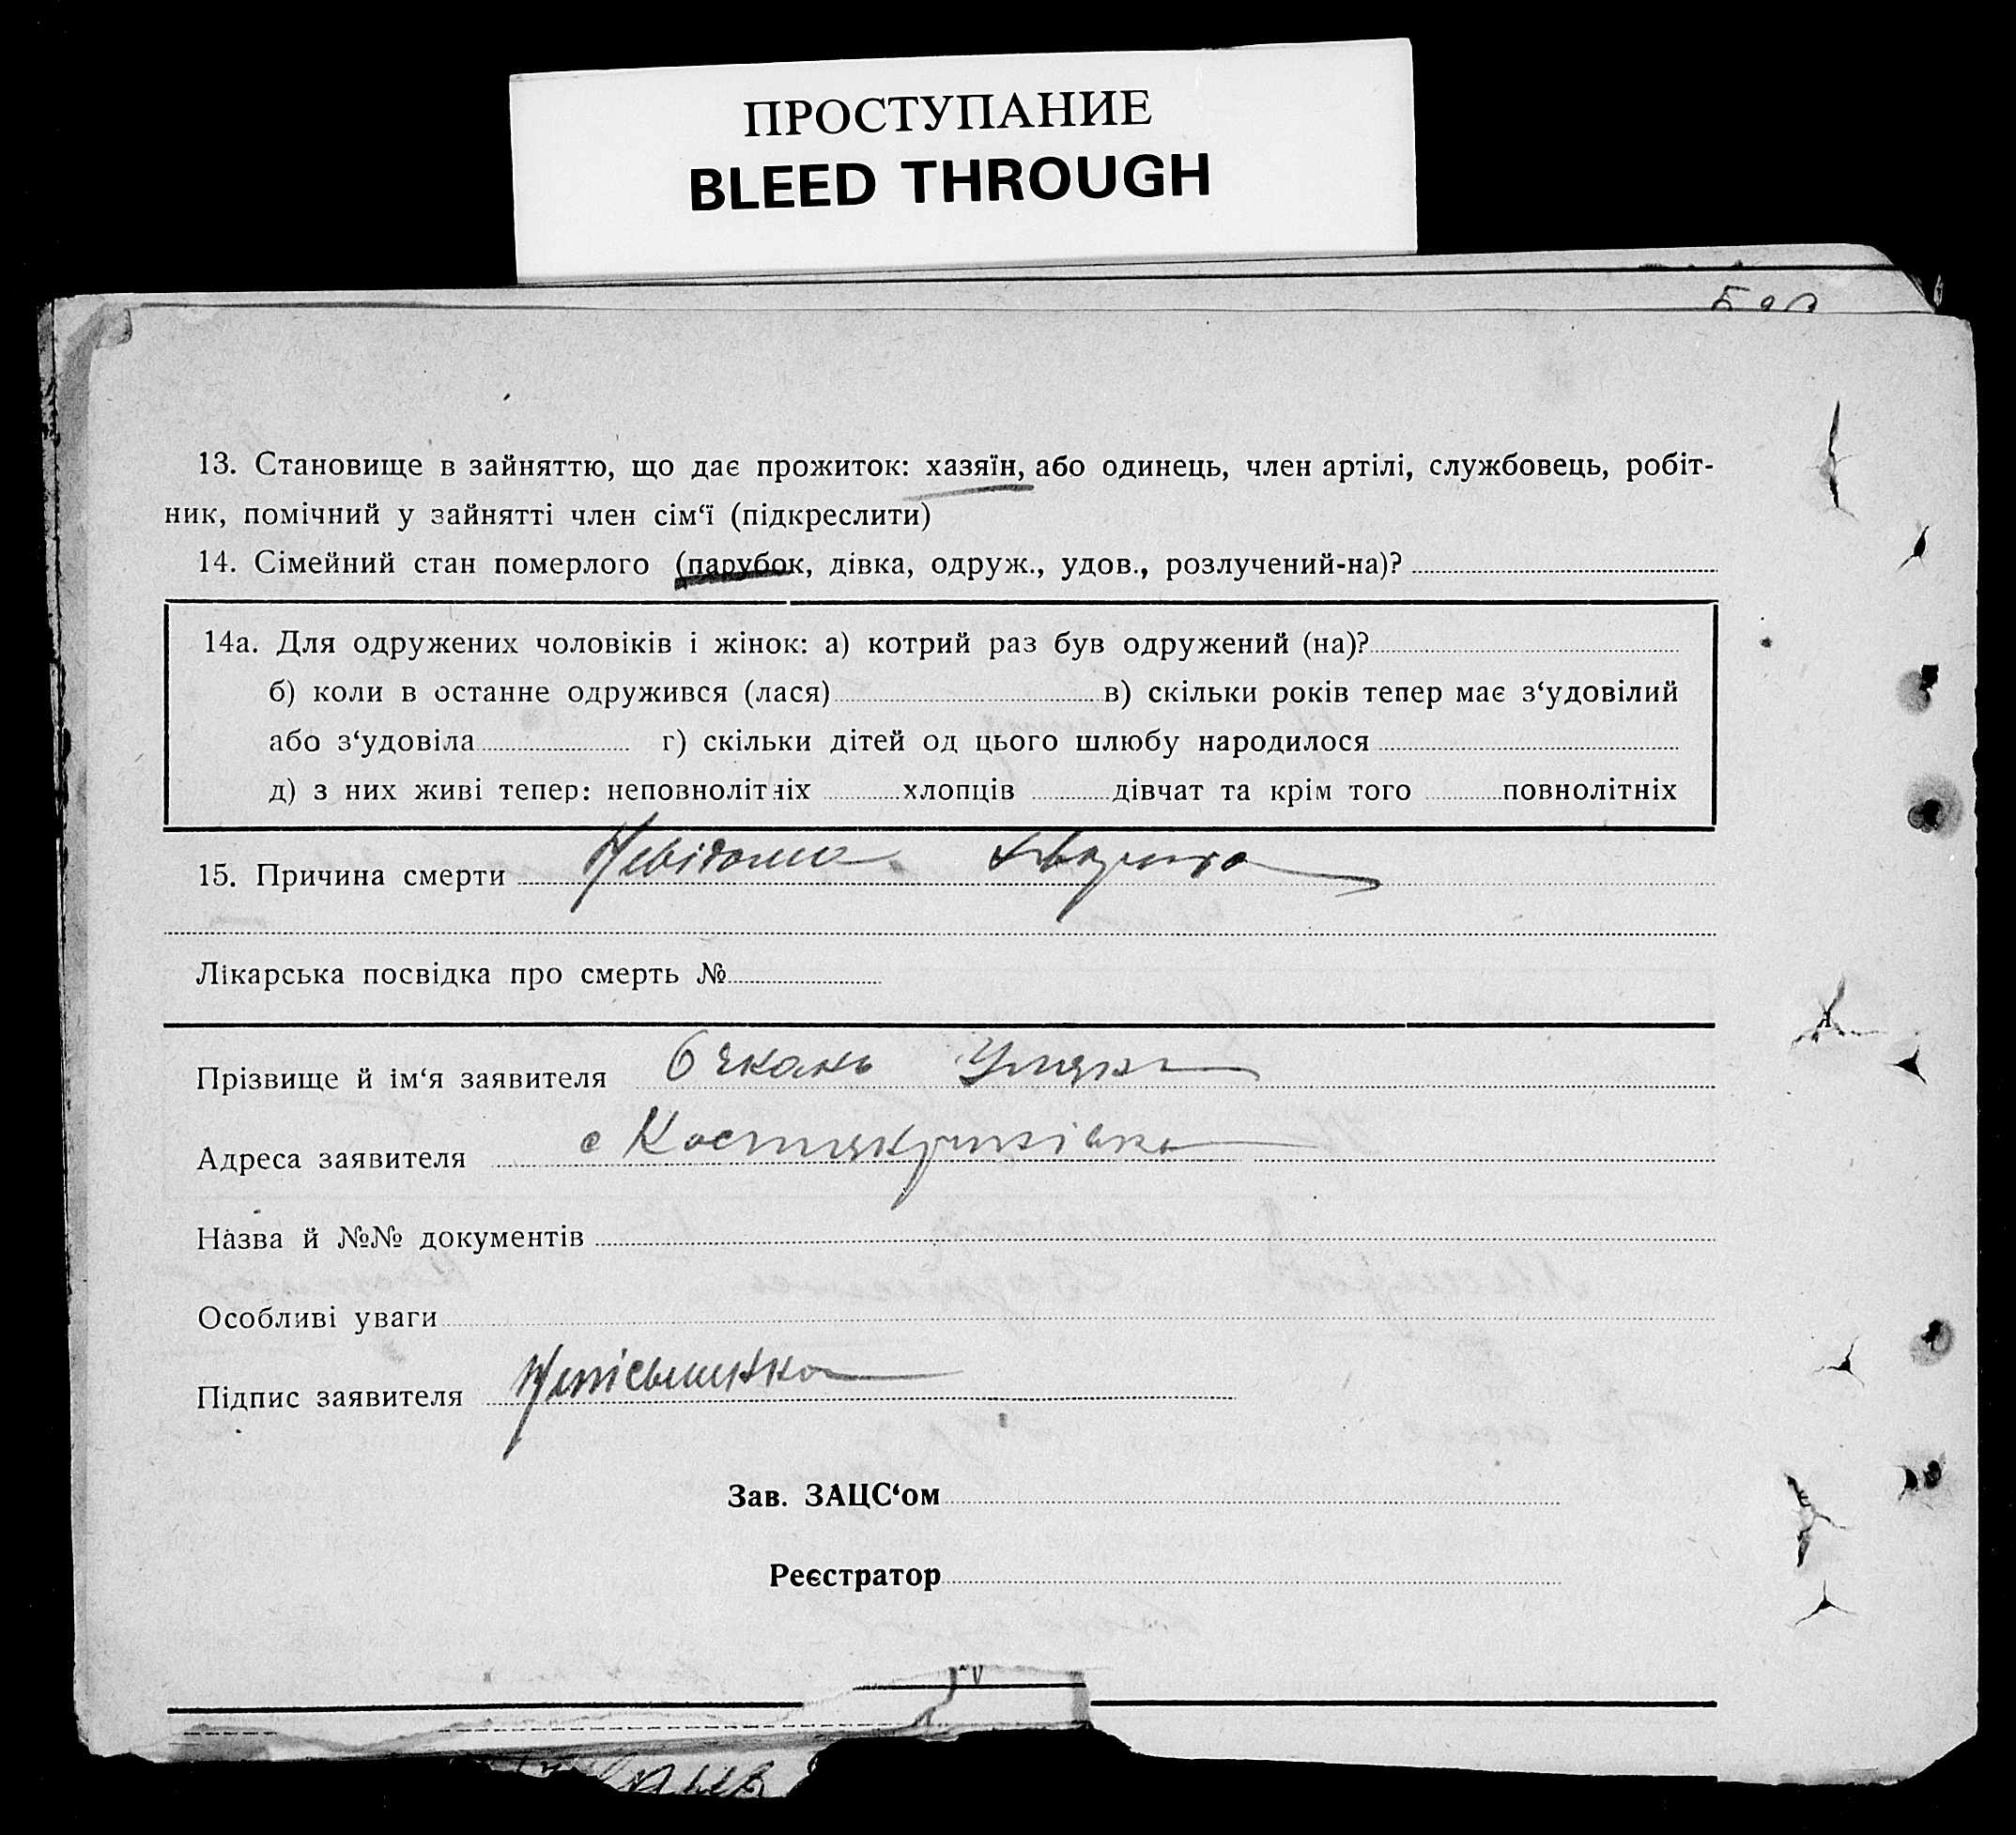 ПРОСТУПАНИЕ
BLEED THROUGH
13. Становище в зайняттю, що дає прожиток: хазяїн, або одинець, член артілі, службовець, робіт-
ник, помічний у зайнятті член сім‘ї (підкреслити)
14. Сімейний стан померлого (парубок, дівка, одруж., удов., розлучений-на)?
14а. Для одружених чоловіків і жінок: а) котрий раз був одружений (на)?
б) коли в останне одружився (лася) в) скільки років тепер має з‘удовілий
або з‘удовіла г) скільки дітей од цього шлюбу народилося
д) з них живі тепер: неповнолітніх хлопців дівчат та крім того повнолітніх
15. Причина смерти Невідома
Лікарська посвідка про смерть №
Прізвище й ім‘я заявителя Очкань
Адреса заявителя с
Назва й №№ документів
Особливі уваги
Підпис заявителя Неписьменна
Зав. ЗАЦС‘ом
Реєстратор